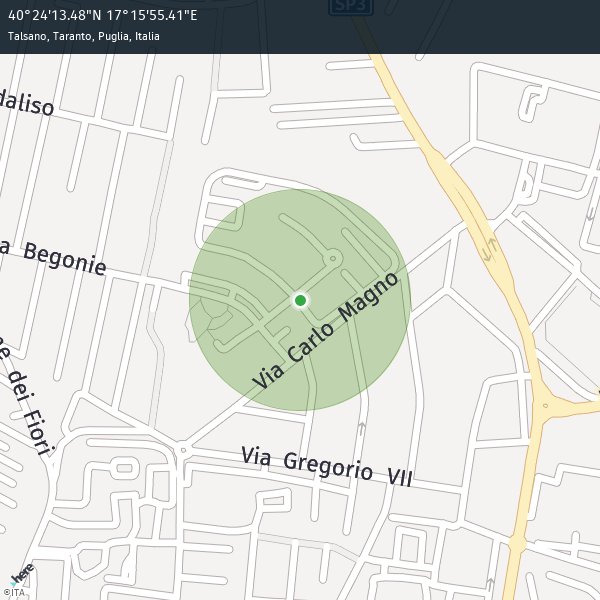 40°24'13.48"N 17°15'55.41"E
Talsano, Taranto, Puglia, Italia
SP3
daliso
a Begonie
Via Carlo Magno
e dei Fiori
Via Gregorio VII
here
©ITA